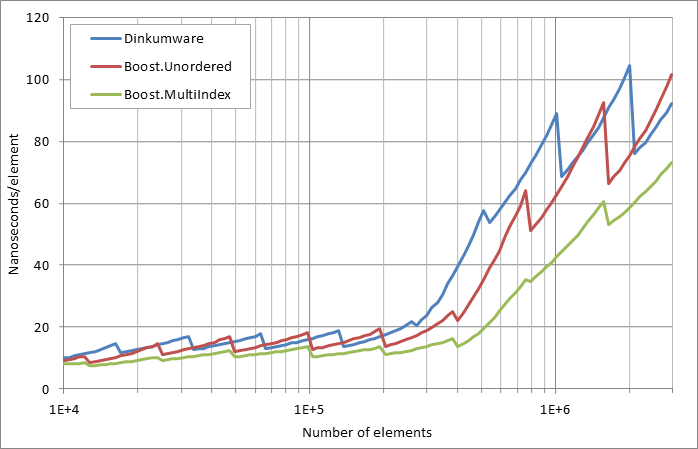 120
100
80
60
40
20
0
Nanoseconds/element
Dinkumware
Boost.Unordered
Boost.MultiIndex
1E+4
1E+5
1E+6
Number of elements